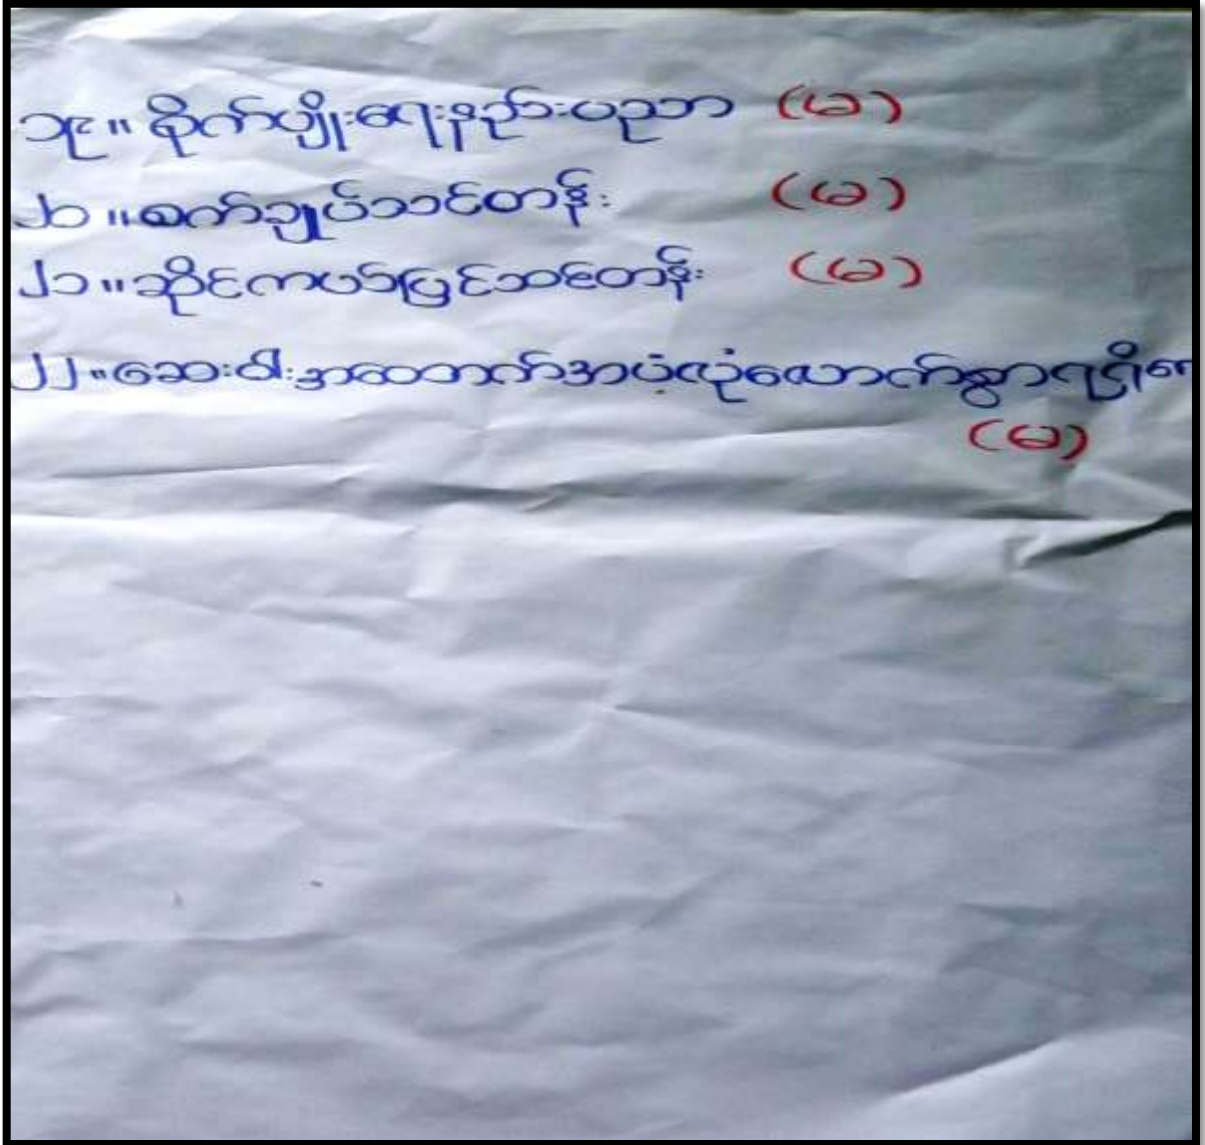 ၁၉။ စိုက်ပျိုးရေးနည်းပညာ (မ)
၂၀။ စက်ချုပ်သင်တန်း (မ)
၂၁။ ဆိုင်ကယ်ပြင်သင်တန်း (မ)
၂၂။ ဆေးဝါးအထောက်အပံ့လုံလောက်စွာရရှိရေး
(မ)